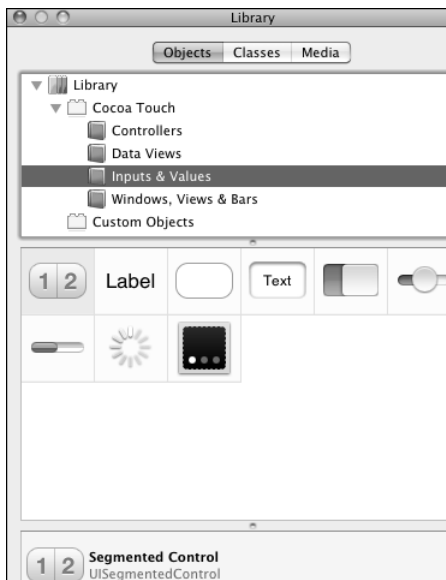 Library
Objects Classes Media
Library
Cocoa Touch
Controllers
Data Views
Inputs & Values
Windows, Views & Bars
Custom Objects
1 2 Label Text
1 2 Segmented Control
UISegmentedControl